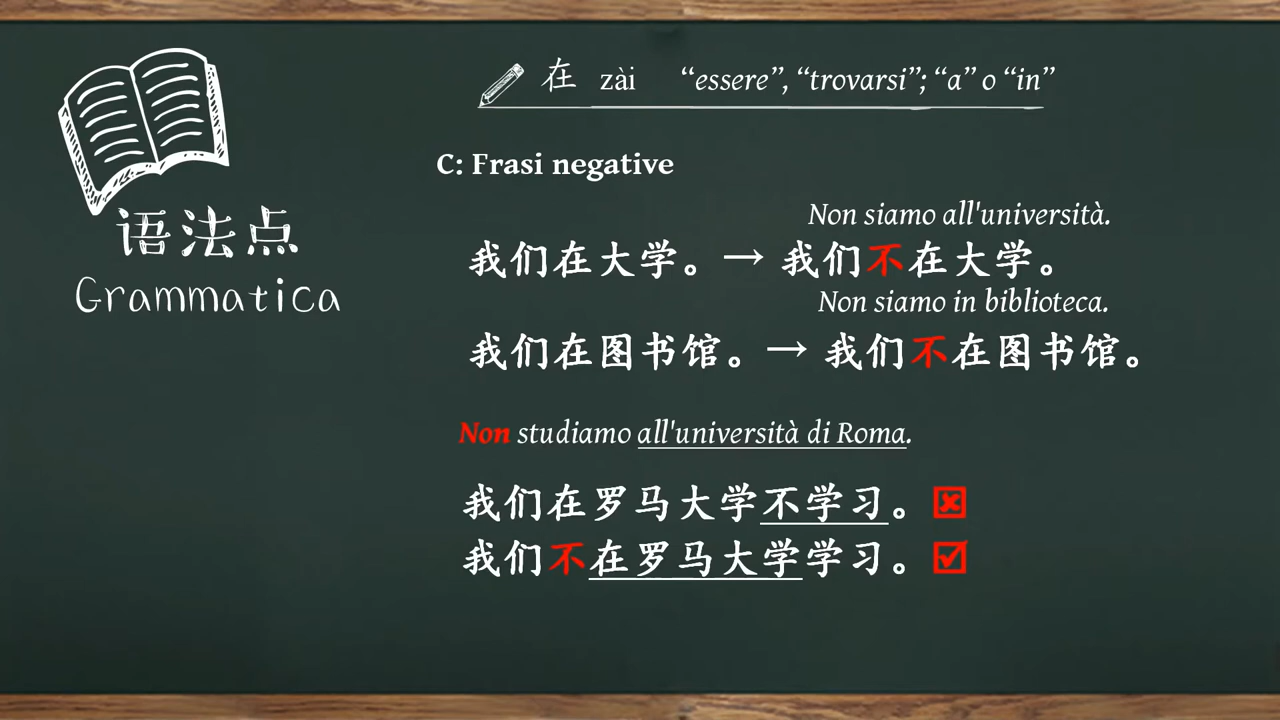 语法点
Grammatica
在 zài “essere”, “trovarsi”; “a” o “in”
C: Frasi negative
Non siamo all'università.
我们在大学。→ 我们不在大学。
Non siamo in biblioteca.
我们在图书馆。→ 我们不在图书馆。
Non studiamo all'università di Roma.
我们在罗马大学不学习。
我们不在罗马大学学习。